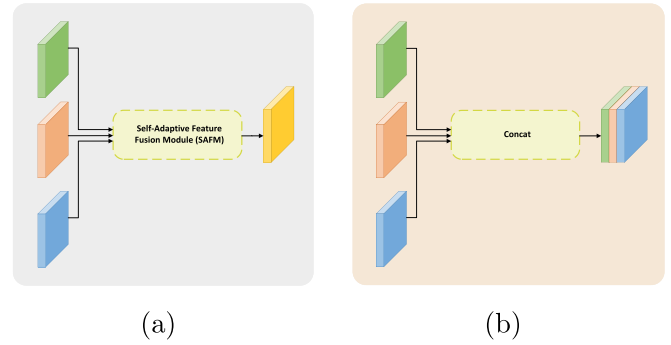 Self-Adaptive Feature
Fusion Module (SAFM)
Concat
(a)
(b)